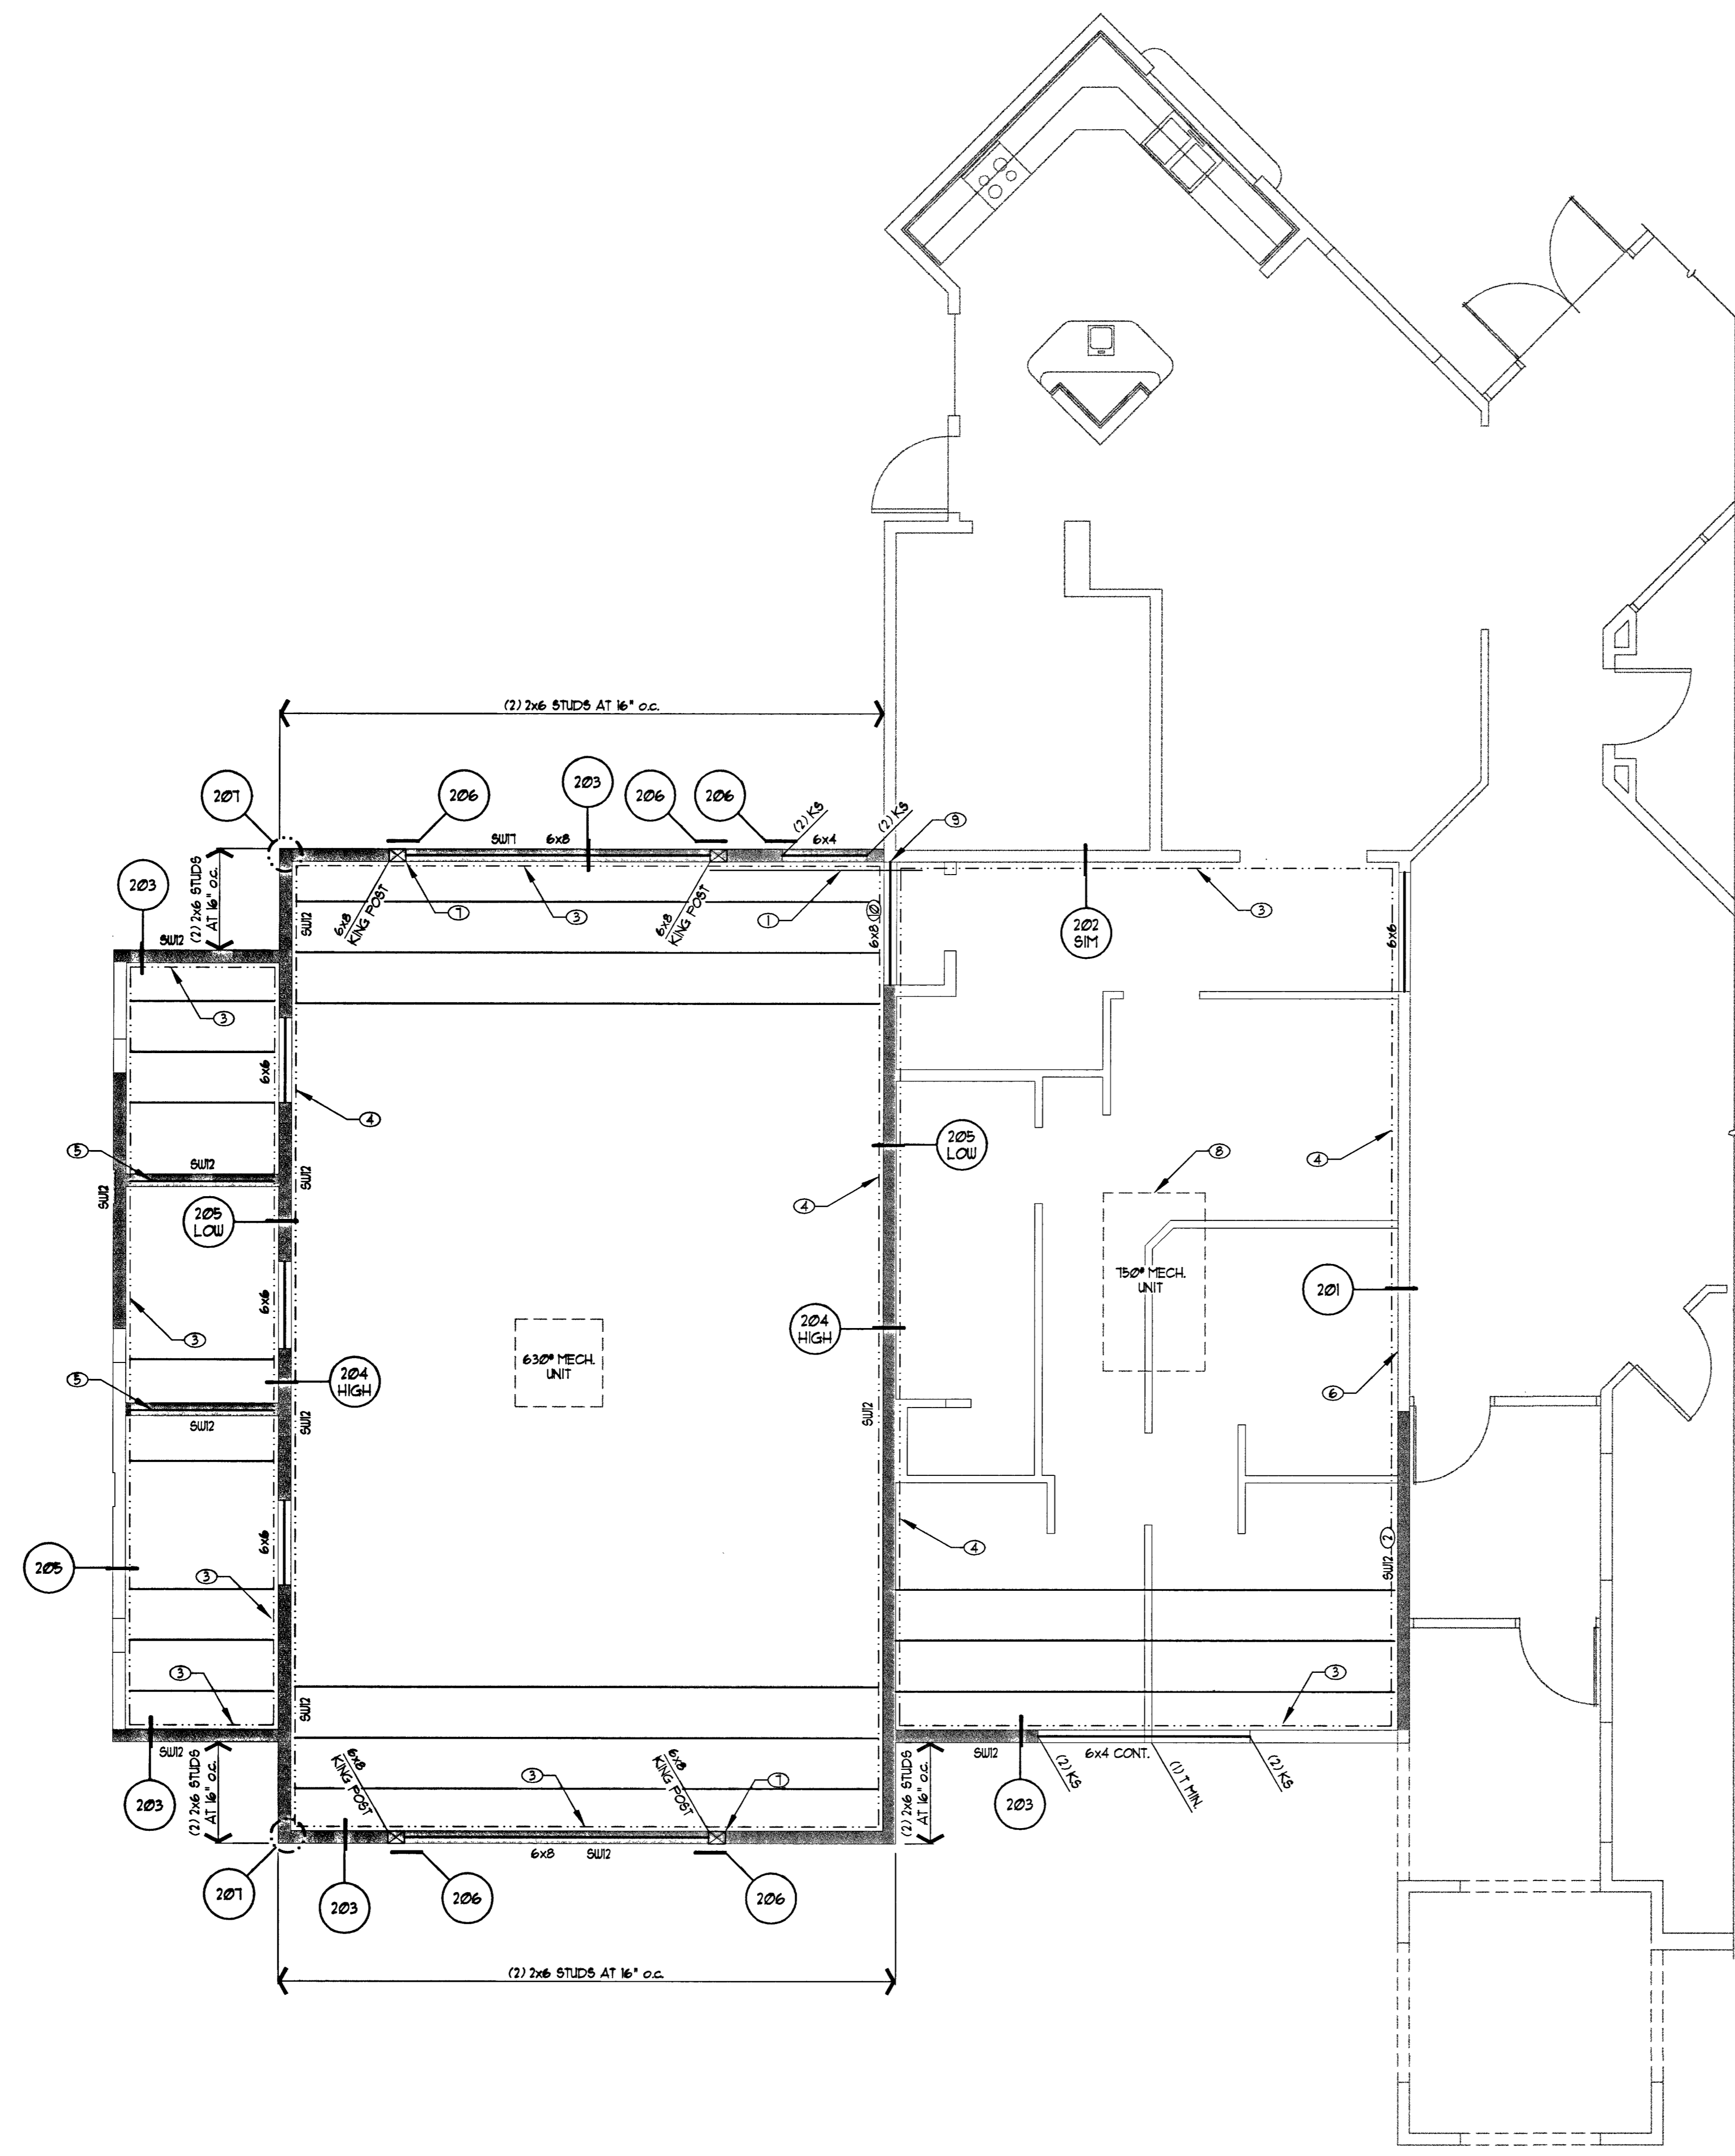 (2) 2x6 STUDS AT 16" o.c.
207
206
203
206
206
(2) KS
(2) KS
SW17
6x8
6x4
9
203
(2) 2x6 STUDS
AT 16" o.c.
SW12
SW12
6x8
KING POST
7
3
6x8
KING POST
1
6x8
10
202
SIM
3
6x6
3
6x6
4
5
SW12
SW12
SW12
205
LOW
205
LOW
4
8
4
6x6
3
204
HIGH
630# MECH.
UNIT
204
HIGH
750# MECH.
UNIT
201
5
SW12
SW12
SW12
6
6x6
205
3
4
2
SW12
3
SW12
3
203
SW12
(2) 2x6 STUDS
AT 16" o.c.
6x8
KING POST
3
6x8
KING POST
7
(2) 2x6 STUDS
AT 16" o.c.
SW12
203
(2) KS
6x4 CONT.
(1) T MIN.
(2) KS
207
203
206
6x8
SW12
206
(2) 2x6 STUDS AT 16" o.c.